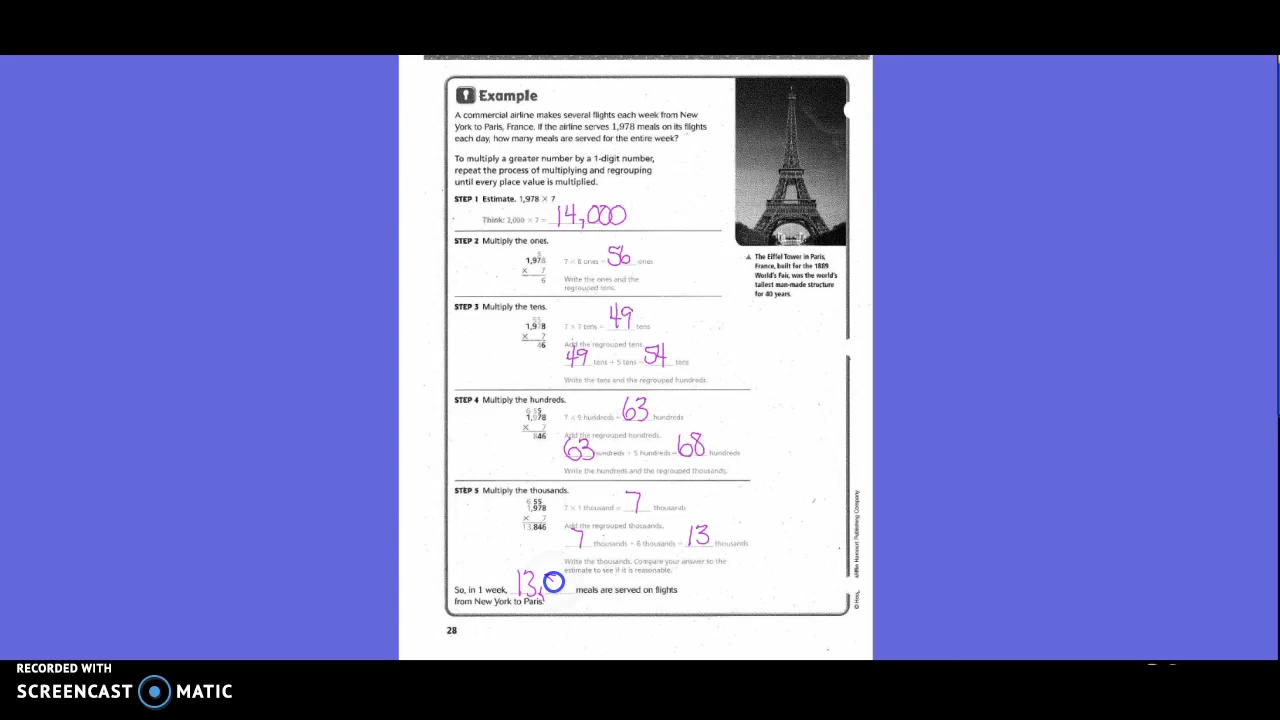 Example
A commercial airline makes several flights each week from New
York to Paris, France. If the airline serves 1,978 meals on its flights
each day, how many meals are served for the entire week?
To multiply a greater number by a 1-digit number,
repeat the process of multiplying and regrouping
until every place value is multiplied.
STEP 1 Estimate. 1,978 × 7
Think: 2,000 × 7 = 14,000
STEP 2 Multiply the ones.
5
1,978
× 7
6
7 × 8 ones = 56 ones
Write the ones and the
regrouped tens.
STEP 3 Multiply the tens.
55
1,978
× 7
46
7 × 7 tens = 49 tens
Add the regrouped tens.
49 tens + 5 tens = 54 tens
Write the tens and the regrouped hundreds.
STEP 4 Multiply the hundreds.
6 55
1,978
× 7
846
7 × 9 hundreds = 63 hundreds
Add the regrouped hundreds.
63 hundreds + 5 hundreds = 68 hundreds
Write the hundreds and the regrouped thousands.
STEP 5 Multiply the thousands.
6 55
1,978
× 7
13,846
7 × 1 thousand = 7 thousands
Add the regrouped thousands.
7 thousands + 6 thousands = 13 thousands
Write the thousands. Compare your answer to the
estimate to see if it is reasonable.
So, in 1 week, 13, meals are served on flights
from New York to Paris.
▲ The Eiffel Tower in Paris,
France, built for the 1889
World's Fair, was the world's
tallest man-made structure
for 40 years.
Harcourt Publishing Company
28
RECORDED WITH
SCREENCAST MATIC